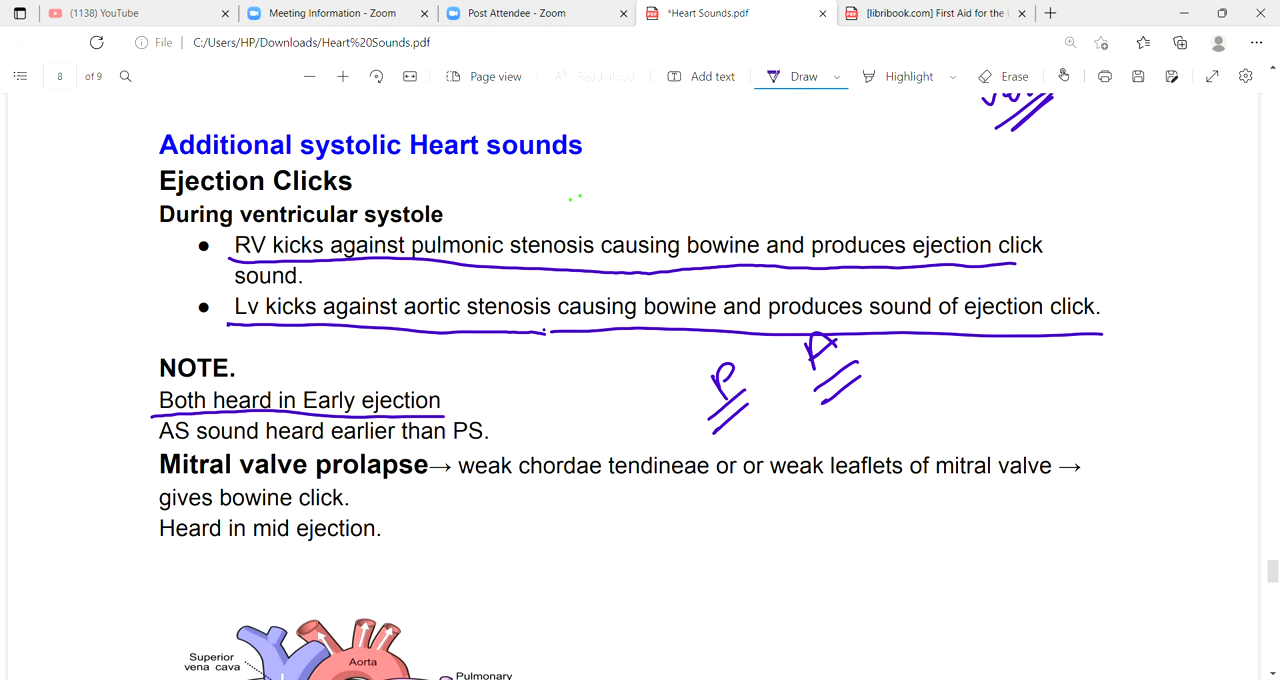 (1138) YouTube
Meeting Information - Zoom
Post Attendee - Zoom
*Heart Sounds.pdf
[libribook.com] First Aid for the
File
C:/Users/HP/Downloads/Heart%20Sounds.pdf
8 of 9
Page view
Read aloud
Add text
Draw
Highlight
Erase
Additional systolic Heart sounds
Ejection Clicks
During ventricular systole
● RV kicks against pulmonic stenosis causing bowine and produces ejection click
sound.
● Lv kicks against aortic stenosis causing bowine and produces sound of ejection click.
P A
NOTE.
Both heard in Early ejection
AS sound heard earlier than PS.
Mitral valve prolapse→ weak chordae tendineae or or weak leaflets of mitral valve →
gives bowine click.
Heard in mid ejection.
Superior
vena cava
Aorta
Pulmonary